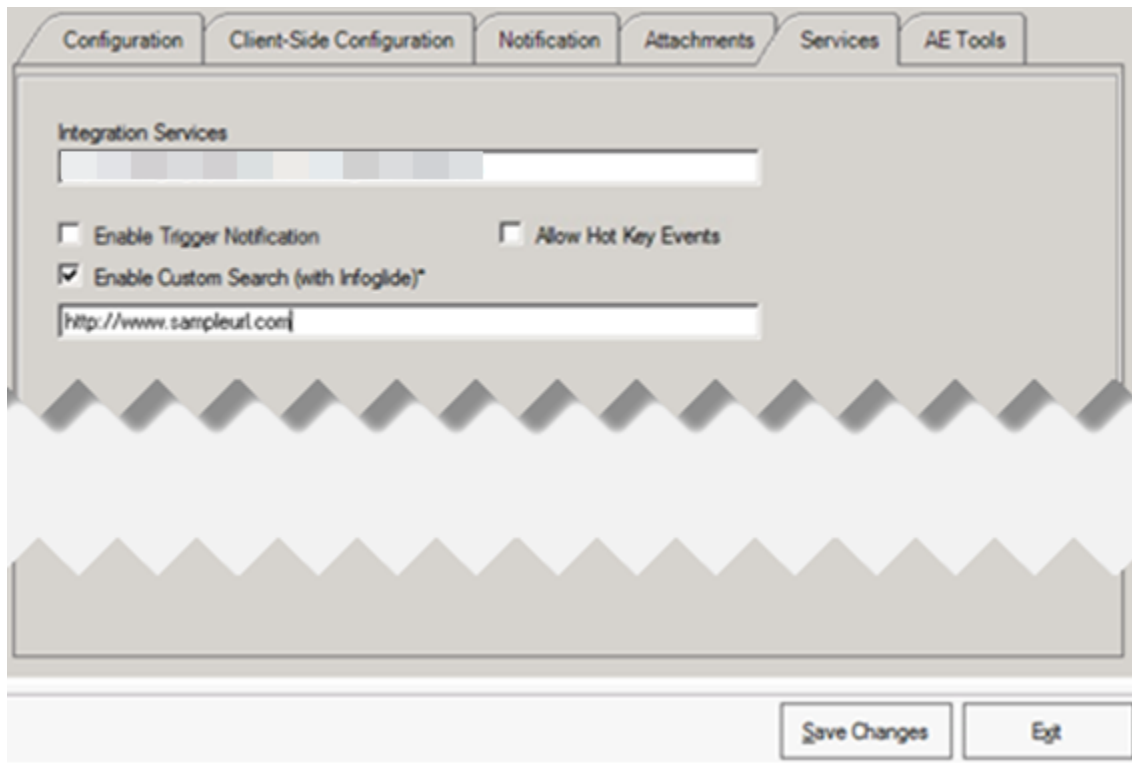 Configuration Client-Side Configuration Notification Attachments Services AE Tools
Integration Services
Enable Trigger Notification Allow Hot Key Events
Enable Custom Search (with Infoglide)*
http://www.sampleurl.com
Save Changes Exit